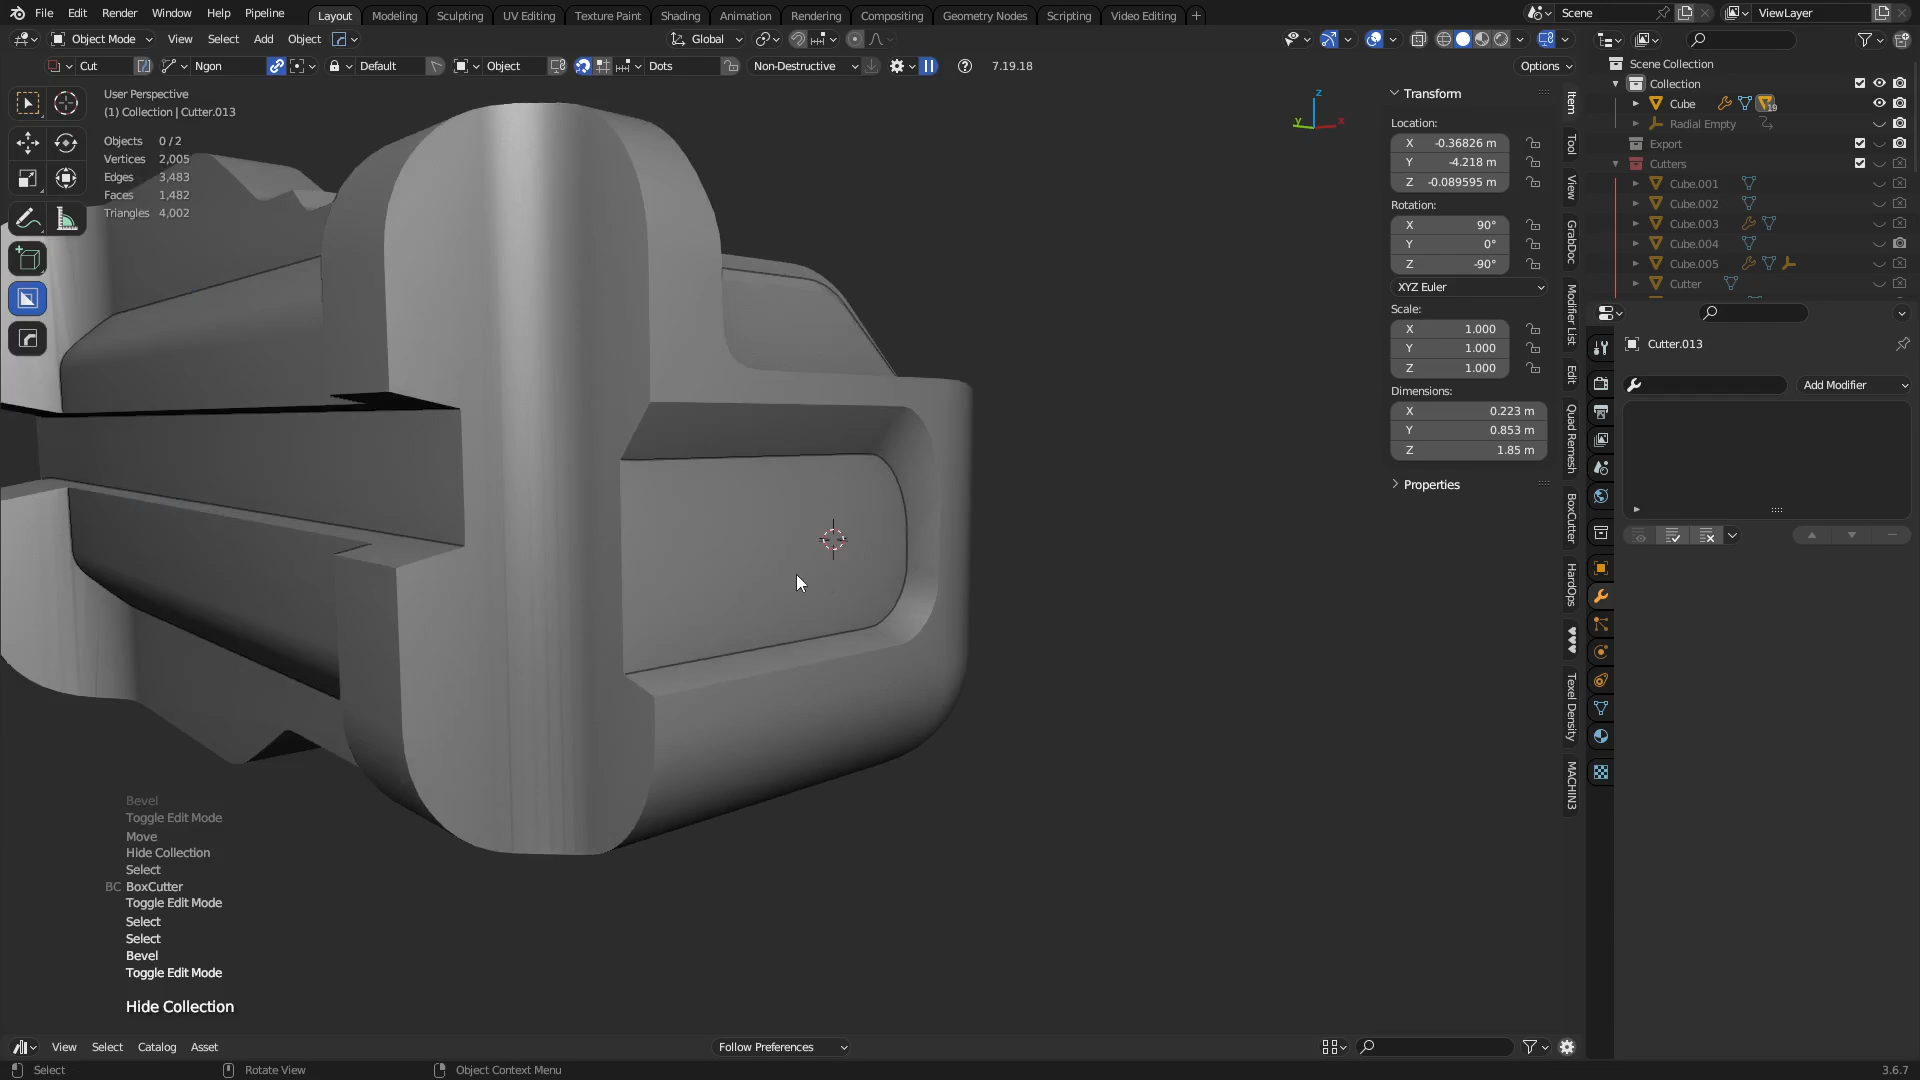 File Edit Render Window Help Pipeline Layout Modeling Sculpting UV Editing Texture Paint Shading Animation Rendering Compositing Geometry Nodes Scripting Video Editing + Scene ViewLayer
Object Mode View Select Add Object Global
Cut Ngon Default Object Dots Non-Destructive 7.19.18 Options
User Perspective
(1) Collection | Cutter.013
Objects 0 / 2
Vertices 2,005
Edges 3,483
Faces 1,482
Triangles 4,002
z
y
x
Bevel
Toggle Edit Mode
Move
Hide Collection
Select
BC BoxCutter
Toggle Edit Mode
Select
Select
Bevel
Toggle Edit Mode
Hide Collection
Transform
Location:
X -0.36826 m
Y -4.218 m
Z -0.089595 m
Rotation:
X 90°
Y 0°
Z -90°
XYZ Euler
Scale:
X 1.000
Y 1.000
Z 1.000
Dimensions:
X 0.223 m
Y 0.853 m
Z 1.85 m
Properties
Item
Tool
View
GrabDoc
Modifier List
Edit
Quad Remesh
BoxCutter
HardOps
Texel Density
MACHIN3
Scene Collection
Collection
Cube 19
Radial Empty
Export
Cutters
Cube.001
Cube.002
Cube.003
Cube.004
Cube.005
Cutter
Cutter.013
Add Modifier
View Select Catalog Asset Follow Preferences
Select Rotate View Object Context Menu 3.6.7